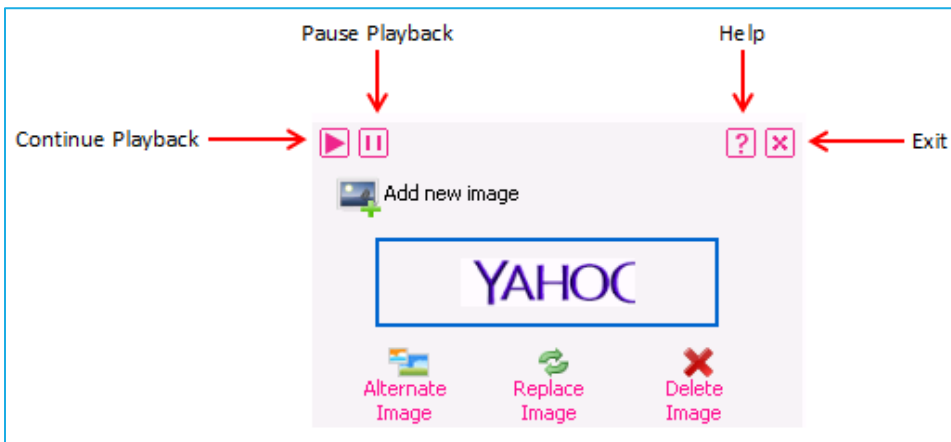 Pause Playback
Help
Continue Playback
Exit
?
Add new image
YAHOO
Alternate Image
Replace Image
Delete Image